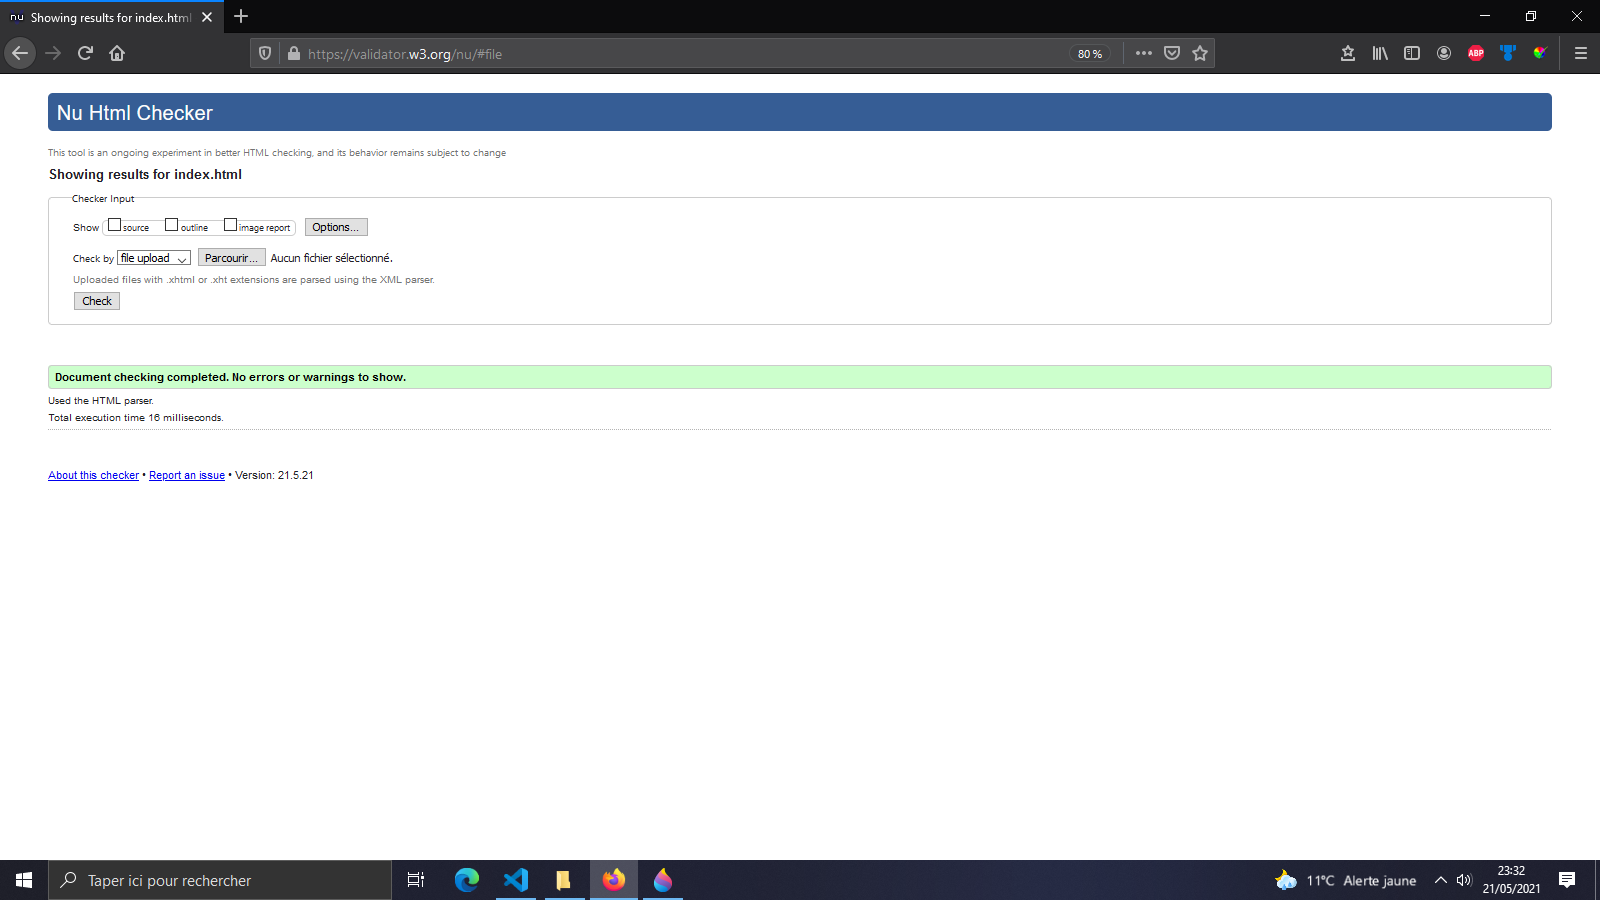 nu Showing results for index.html
https://validator.w3.org/nu/#file 80 % ABP
Nu Html Checker
This tool is an ongoing experiment in better HTML checking, and its behavior remains subject to change
Showing results for index.html
Checker Input
Show source outline image report Options...
Check by file upload Parcourir... Aucun fichier sélectionné.
Uploaded files with .xhtml or .xht extensions are parsed using the XML parser.
Check
Document checking completed. No errors or warnings to show.
Used the HTML parser.
Total execution time 16 milliseconds.
About this checker • Report an issue • Version: 21.5.21
Taper ici pour rechercher
11°C Alerte jaune
23:32
21/05/2021